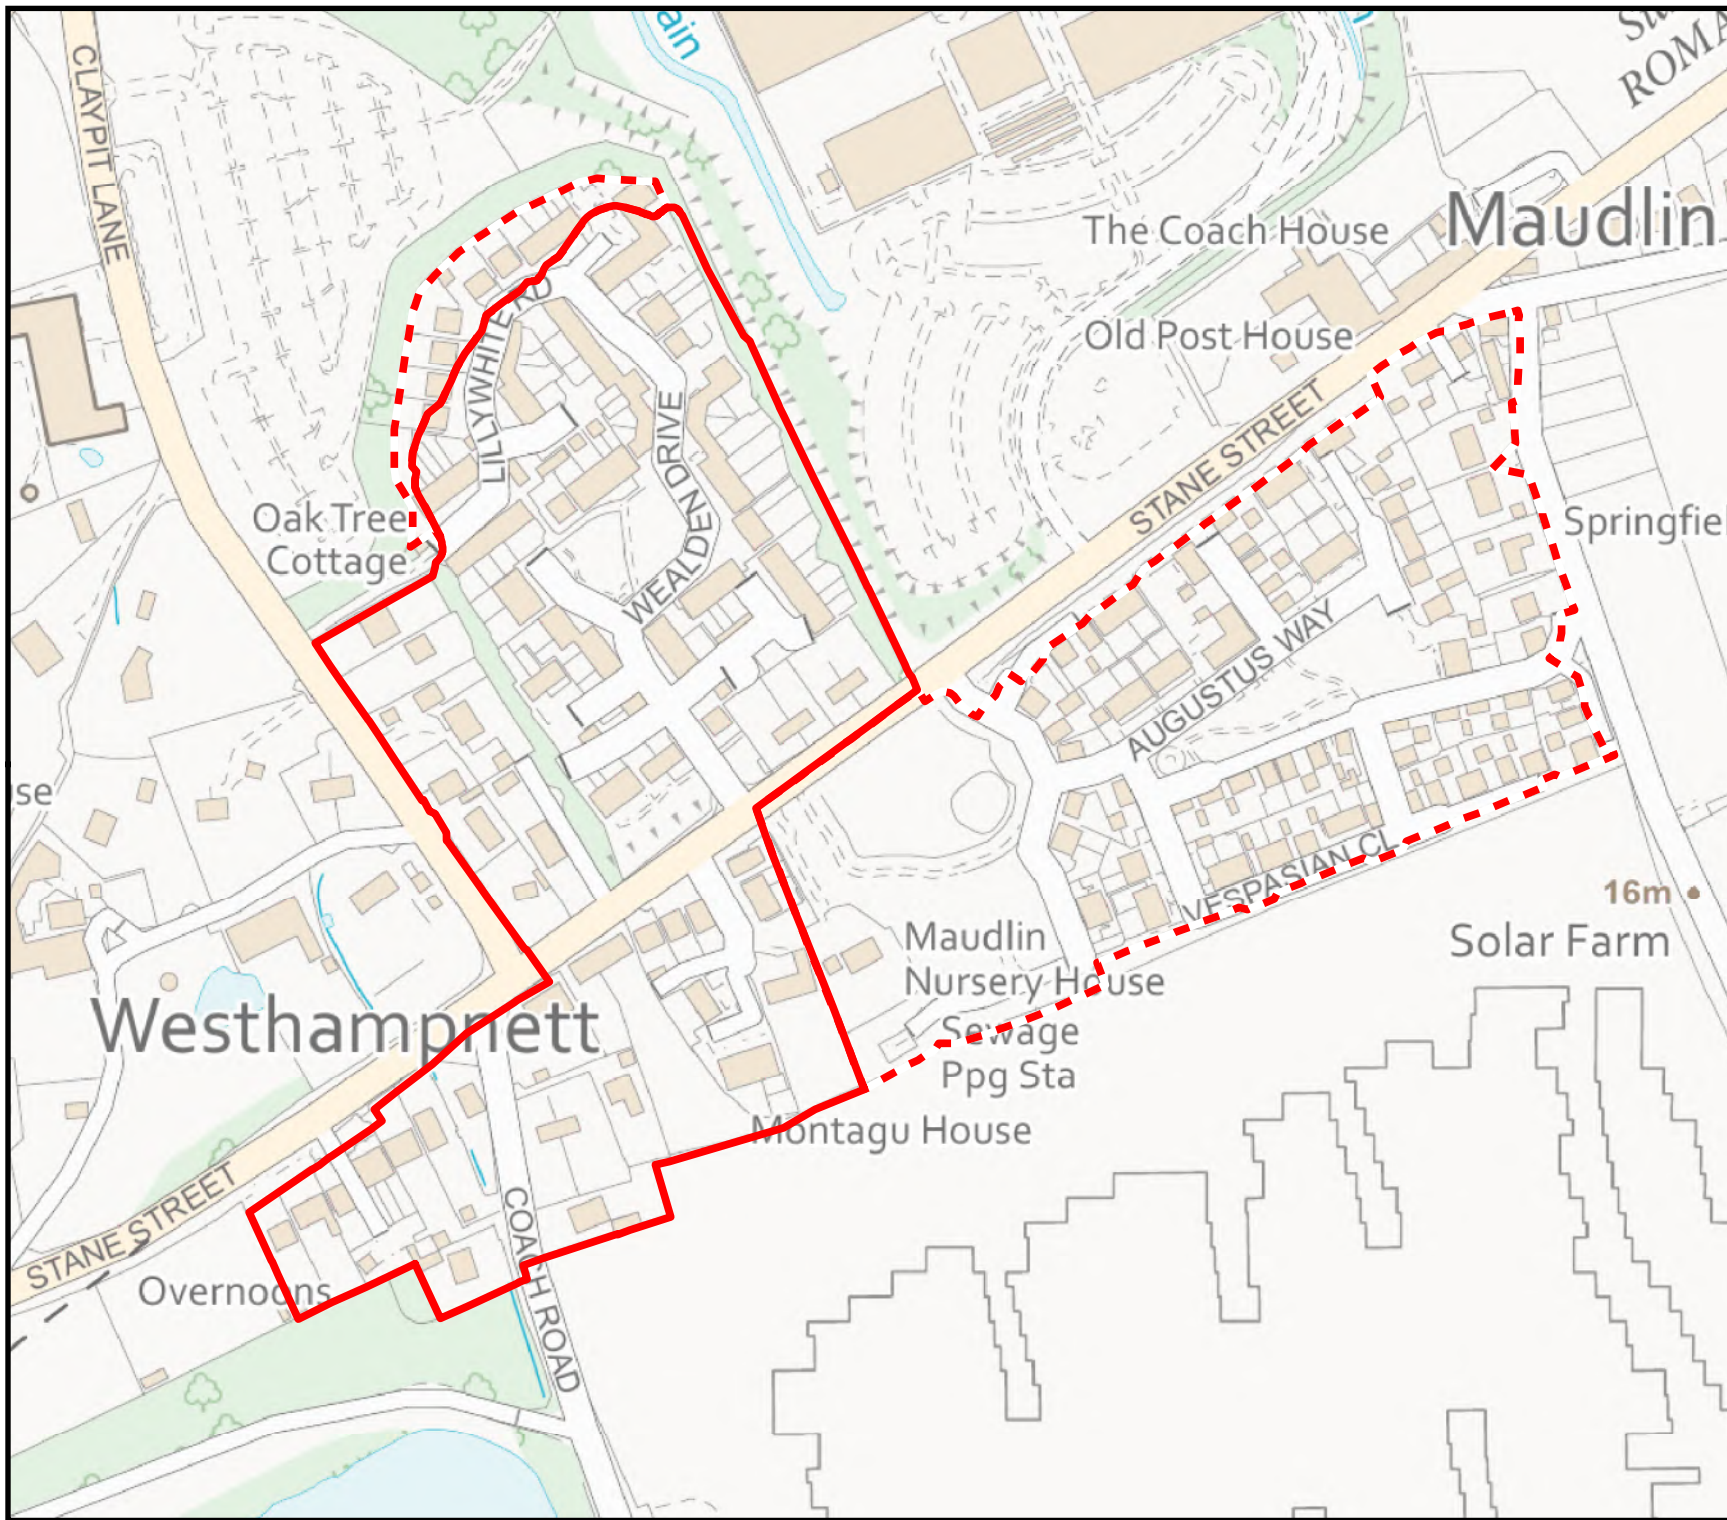 CLAYPIT LANE
ain
ROMA
The Coach House
Maudlin
Old Post House
LILLYWHITE RD
WEALDEN DRIVE
STANE STREET
Oak Tree
Cottage
Springfie
AUGUSTUS WAY
se
VESPASIAN CL
16m
Solar Farm
Maudlin
Nursery House
Westhampnett
Sewage
Ppg Sta
Montagu House
STANE STREET
COACH ROAD
Overnoons